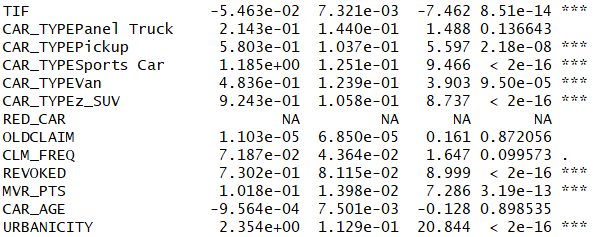 TIF -5.463e-02 7.321e-03 -7.462 8.51e-14 ***
CAR_TYPEPanel Truck 2.143e-01 1.440e-01 1.488 0.136643
CAR_TYPEPickup 5.803e-01 1.037e-01 5.597 2.18e-08 ***
CAR_TYPESports Car 1.185e+00 1.251e-01 9.466 < 2e-16 ***
CAR_TYPEVan 4.836e-01 1.239e-01 3.903 9.50e-05 ***
CAR_TYPEz_SUV 9.243e-01 1.058e-01 8.737 < 2e-16 ***
RED_CAR NA NA NA NA
OLDCLAIM 1.103e-05 6.850e-05 0.161 0.872056
CLM_FREQ 7.187e-02 4.364e-02 1.647 0.099573 .
REVOKED 7.302e-01 8.115e-02 8.999 < 2e-16 ***
MVR_PTS 1.018e-01 1.398e-02 7.286 3.19e-13 ***
CAR_AGE -9.564e-04 7.501e-03 -0.128 0.898535
URBANICITY 2.354e+00 1.129e-01 20.844 < 2e-16 ***